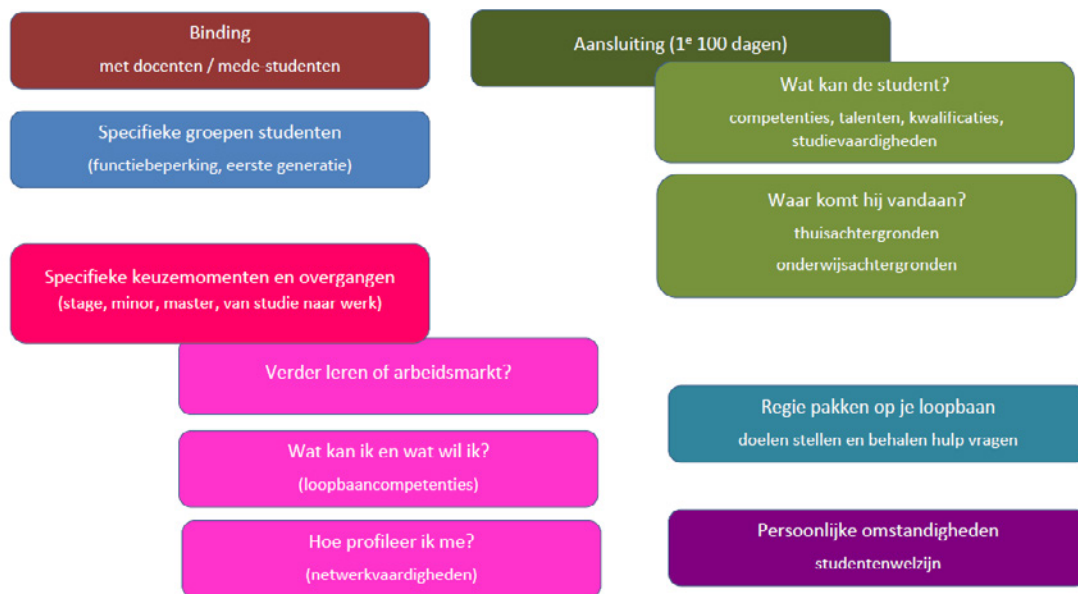 Binding
met docenten / mede-studenten
Specifieke groepen studenten
(functiebeperking, eerste generatie)
Specifieke keuzemomenten en overgangen
(stage, minor, master, van studie naar werk)
Verder leren of arbeidsmarkt?
Wat kan ik en wat wil ik?
(loopbaancompetenties)
Hoe profileer ik me?
(netwerkvaardigheden)
Aansluiting (1e 100 dagen)
Wat kan de student?
competenties, talenten, kwalificaties,
studievaardigheden
Waar komt hij vandaan?
thuisachtergronden
onderwijsachtergronden
Regie pakken op je loopbaan
doelen stellen en behalen hulp vragen
Persoonlijke omstandigheden
studentenwelzijn